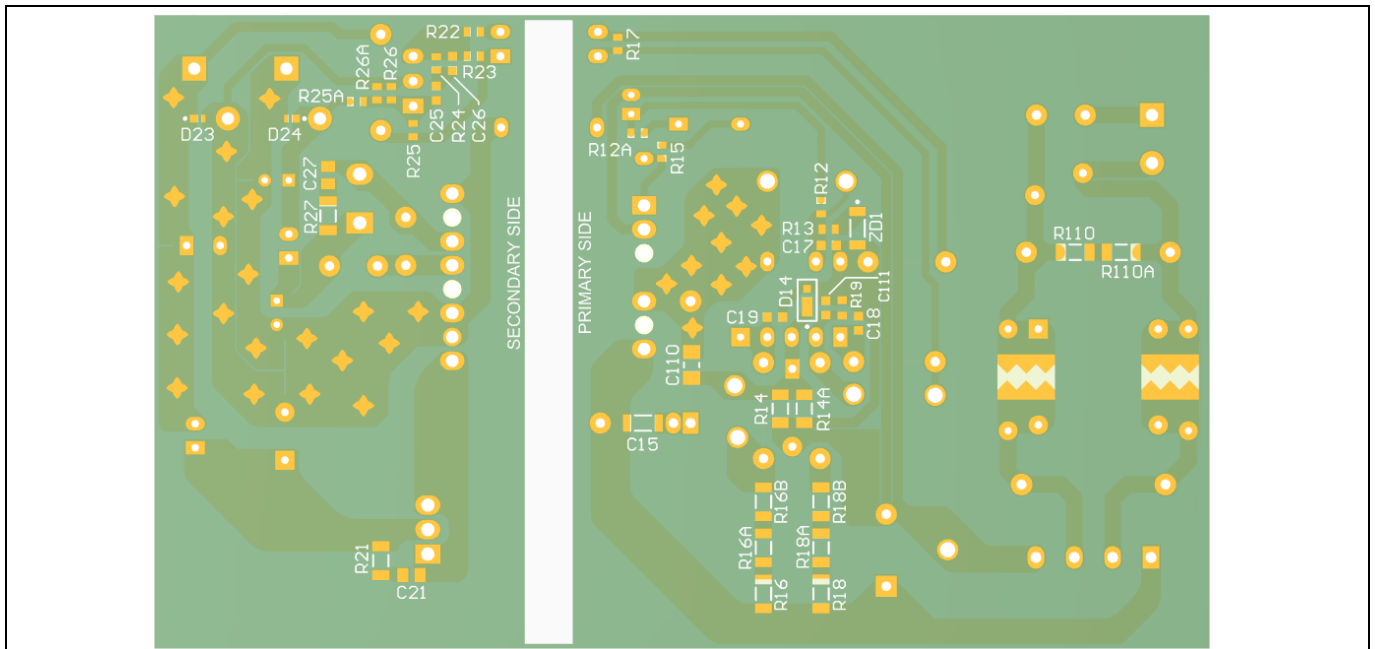 R22
R17
R26A
R26
R23
R25A
C25
R24
C26
D23
D24
R25
R12A
R15
C27
R27
R12
R13
ZD1
C17
R110
R110A
SECONDARY SIDE
PRIMARY SIDE
D14
R19
C111
C19
C18
C110
R14
R14A
C15
R16B
R18B
R16A
R18A
R21
C21
R16
R18